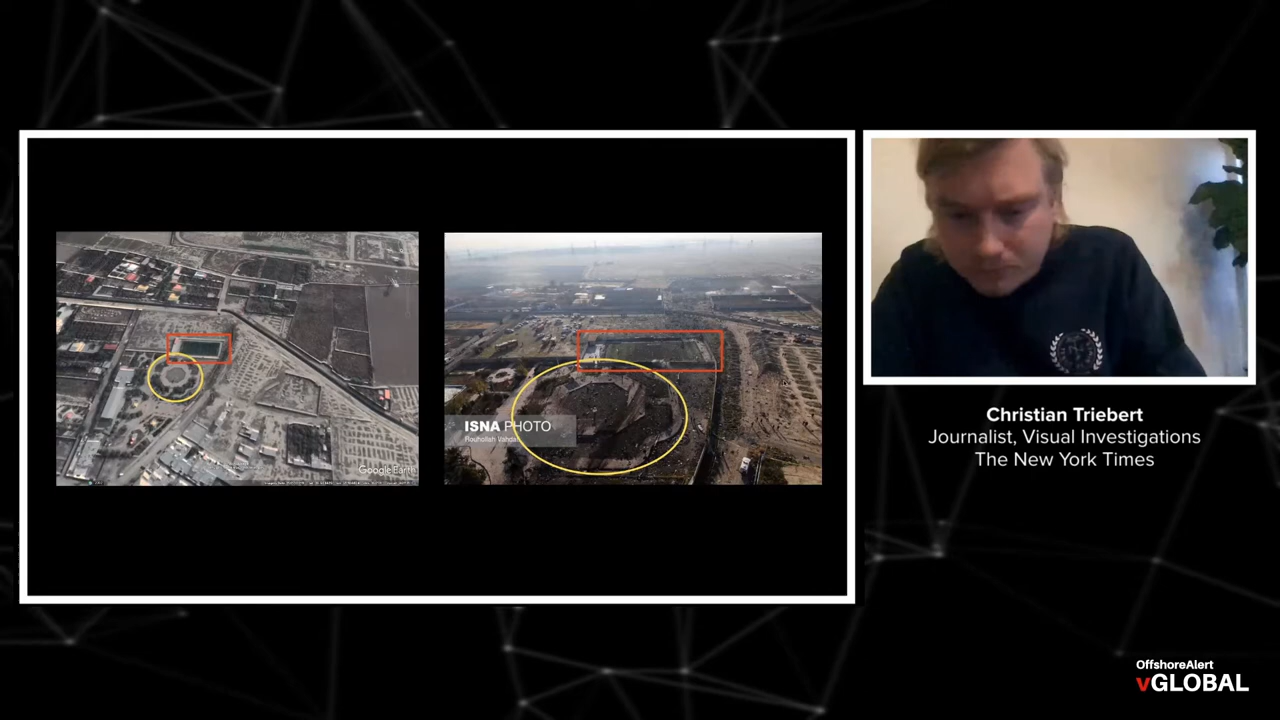 Google Earth
ISNA PHOTO
Christian Triebert
Journalist, Visual Investigations
The New York Times
OffshoreAlert
vGLOBAL